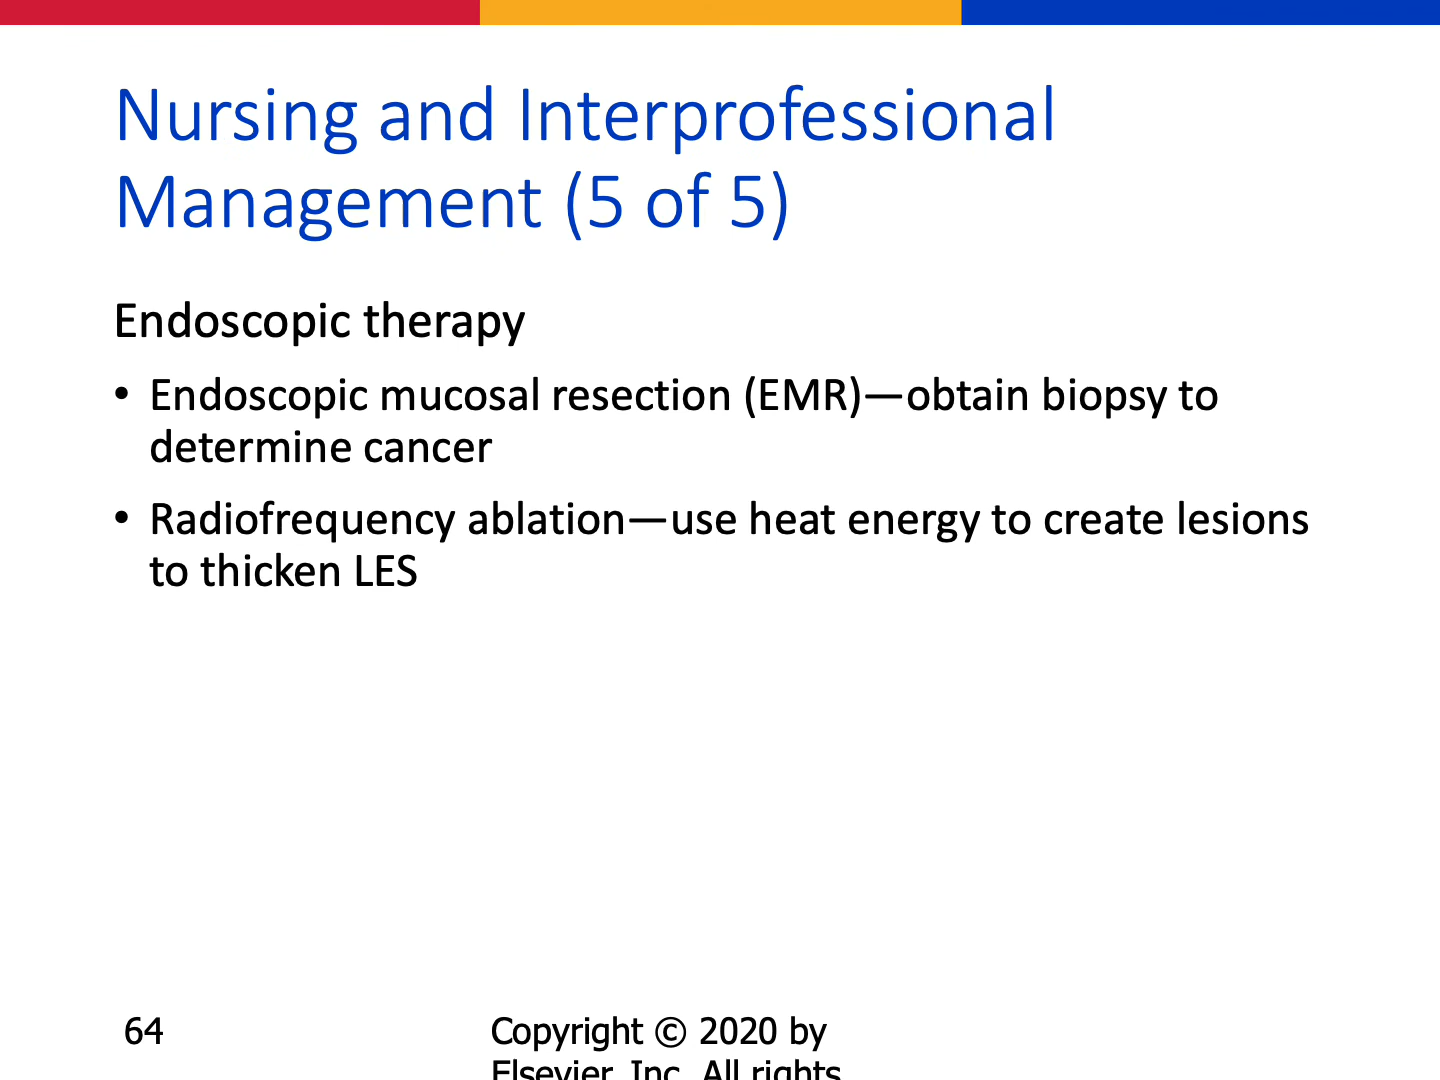 Nursing and Interprofessional
Management (5 of 5)
Endoscopic therapy
• Endoscopic mucosal resection (EMR)—obtain biopsy to
determine cancer
• Radiofrequency ablation—use heat energy to create lesions
to thicken LES
64
Copyright © 2020 by
Elsevier, Inc. All rights